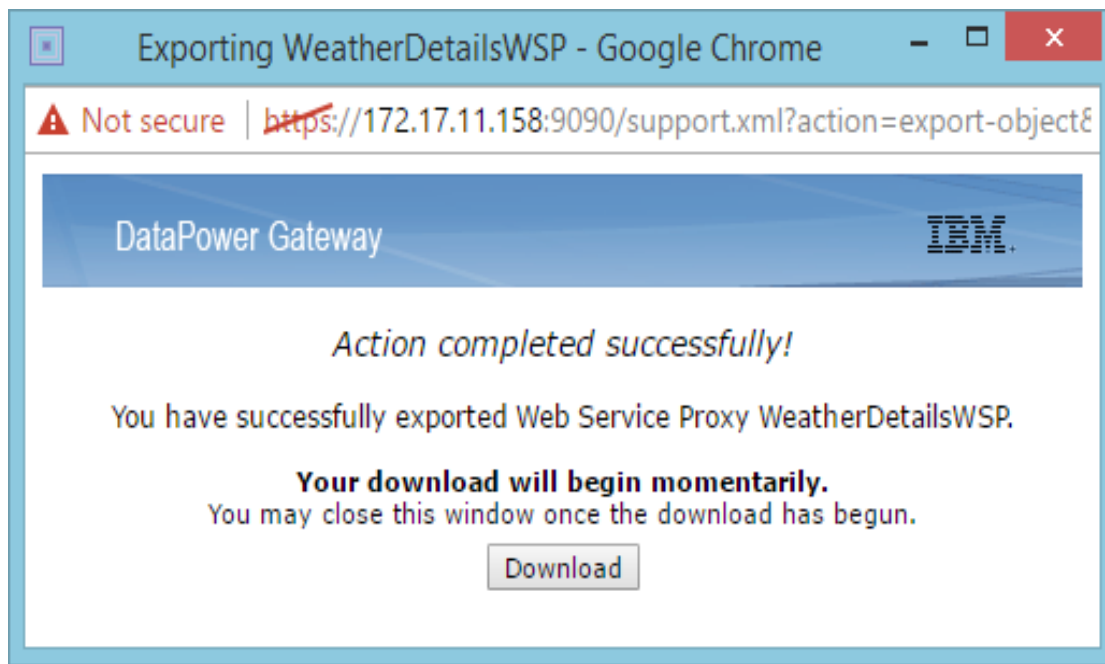 Exporting WeatherDetailsWSP - Google Chrome
Not secure | https://172.17.11.158:9090/support.xml?action=export-object&
DataPower Gateway IBM
Action completed successfully!
You have successfully exported Web Service Proxy WeatherDetailsWSP.
Your download will begin momentarily.
You may close this window once the download has begun.
Download